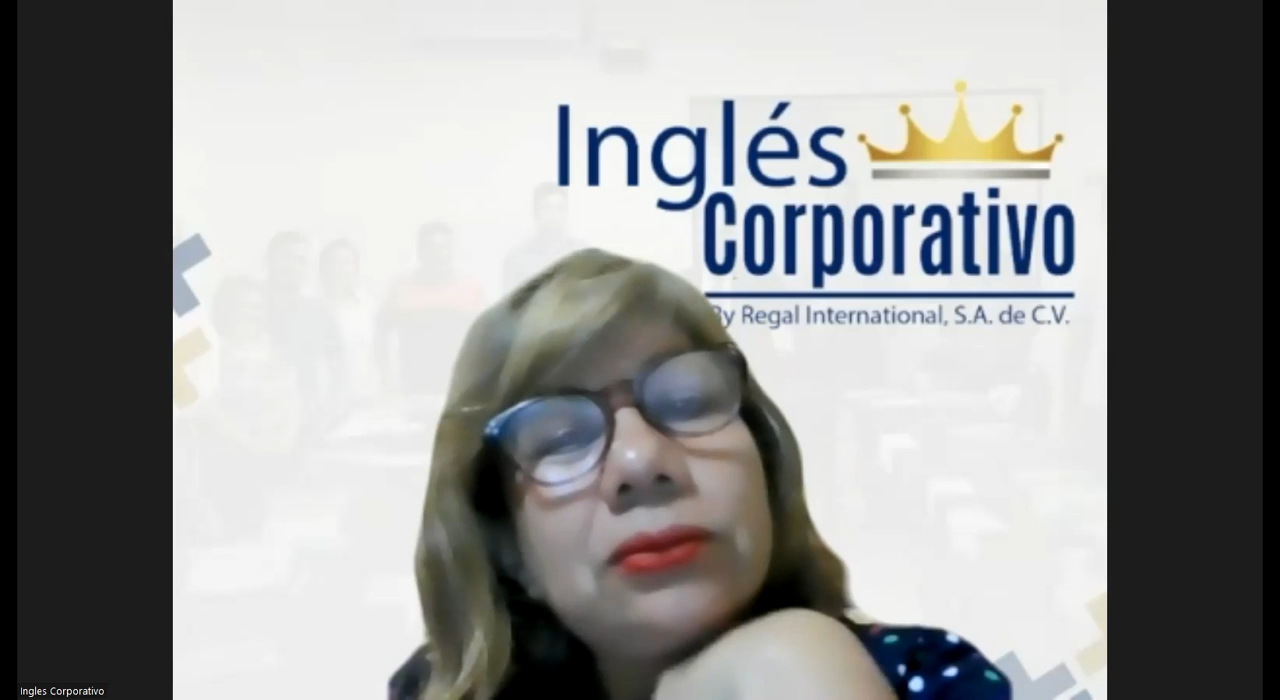 Inglés
Corporativo
By Regal International, S.A. de C.V.
Ingles Corporativo